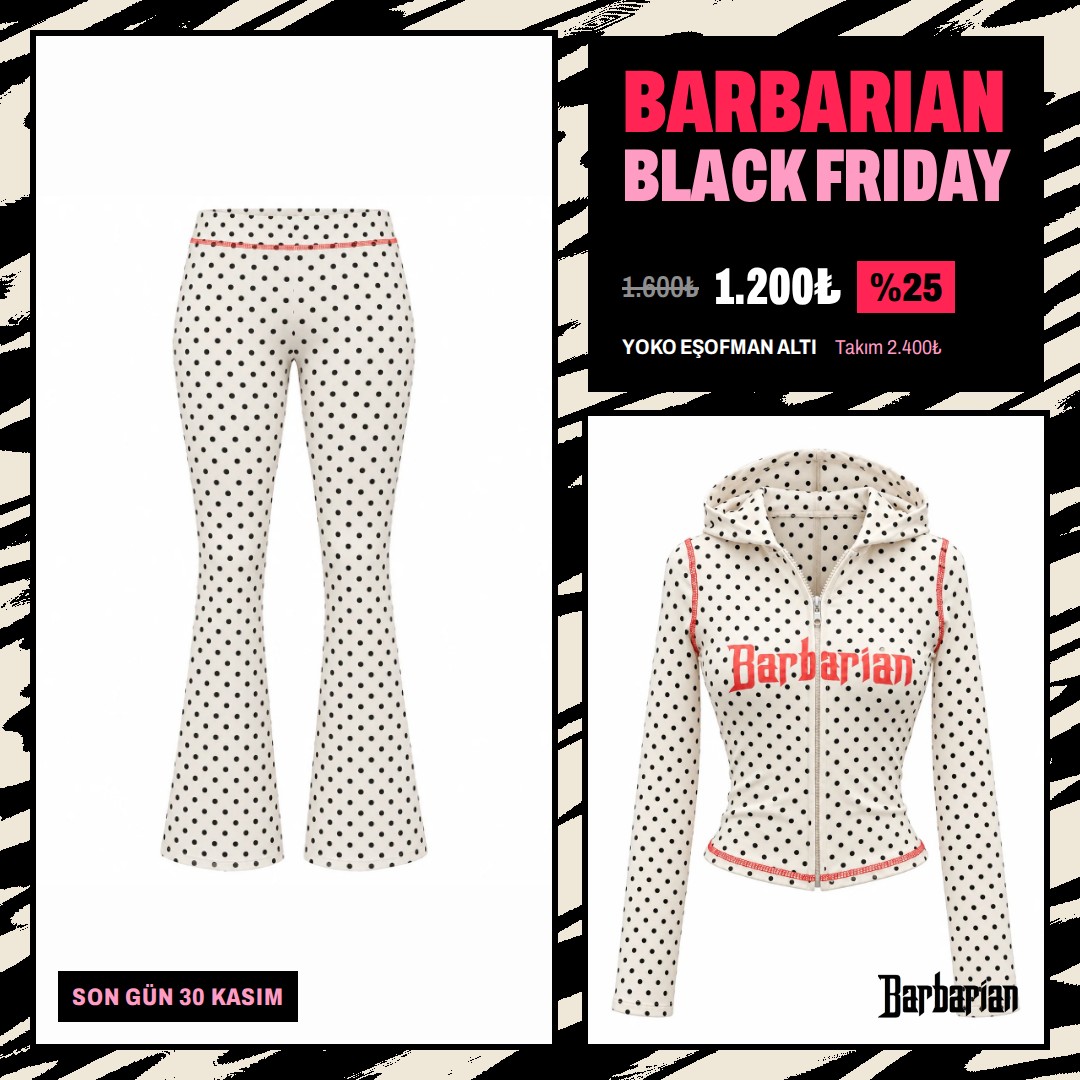 BARBARIAN
BLACK FRIDAY
1.600₺ 1.200₺ %25
YOKO EŞOFMAN ALTI Takım 2.400₺
Barbarian
Barbarian
SON GÜN 30 KASIM